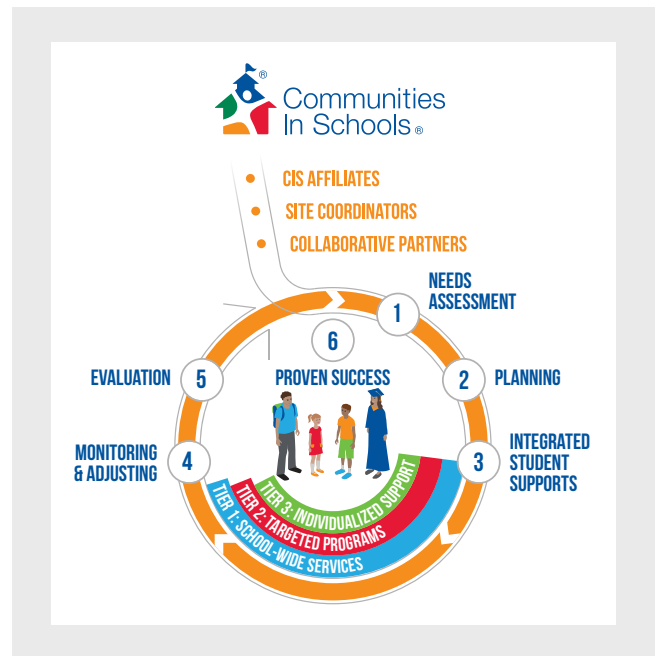 ®
Communities
In Schools ®
• CIS AFFILIATES
• SITE COORDINATORS
• COLLABORATIVE PARTNERS
1
NEEDS
ASSESSMENT
2
PLANNING
3
INTEGRATED
STUDENT
SUPPORTS
4
MONITORING
& ADJUSTING
5
EVALUATION
6
PROVEN SUCCESS
TIER 3: INDIVIDUALIZED SUPPORT
TIER 2: TARGETED PROGRAMS
TIER 1: SCHOOL-WIDE SERVICES